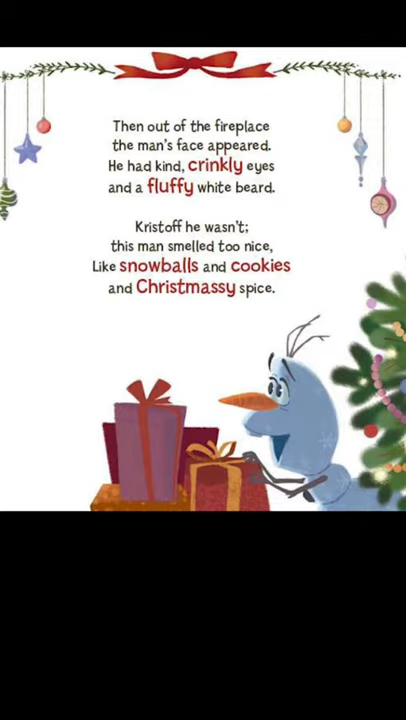 Then out of the fireplace
the man's face appeared.
He had kind, crinkly eyes
and a fluffy white beard.
Kristoff he wasn't;
this man smelled too nice,
Like snowballs and cookies
and Christmassy spice.